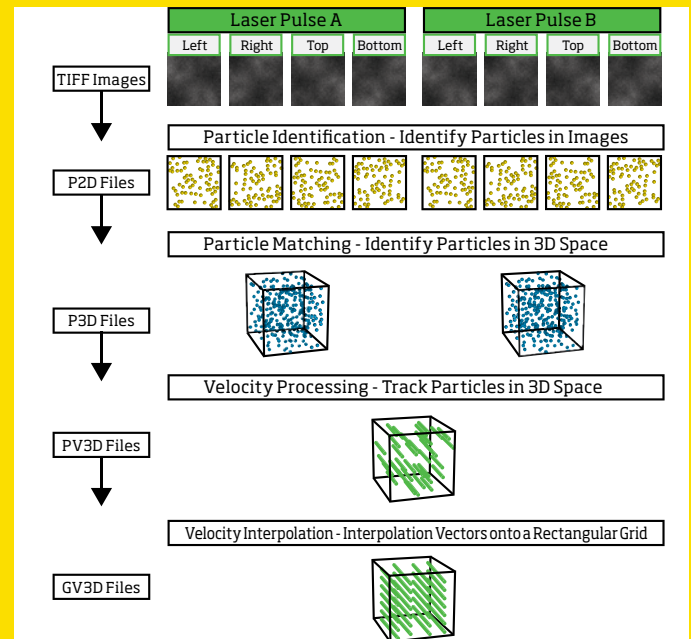 Laser Pulse A Laser Pulse B
Left Right Top Bottom Left Right Top Bottom
TIFF Images
Particle Identification - Identify Particles in Images
P2D Files
Particle Matching - Identify Particles in 3D Space
P3D Files
Velocity Processing - Track Particles in 3D Space
PV3D Files
Velocity Interpolation - Interpolation Vectors onto a Rectangular Grid
GV3D Files